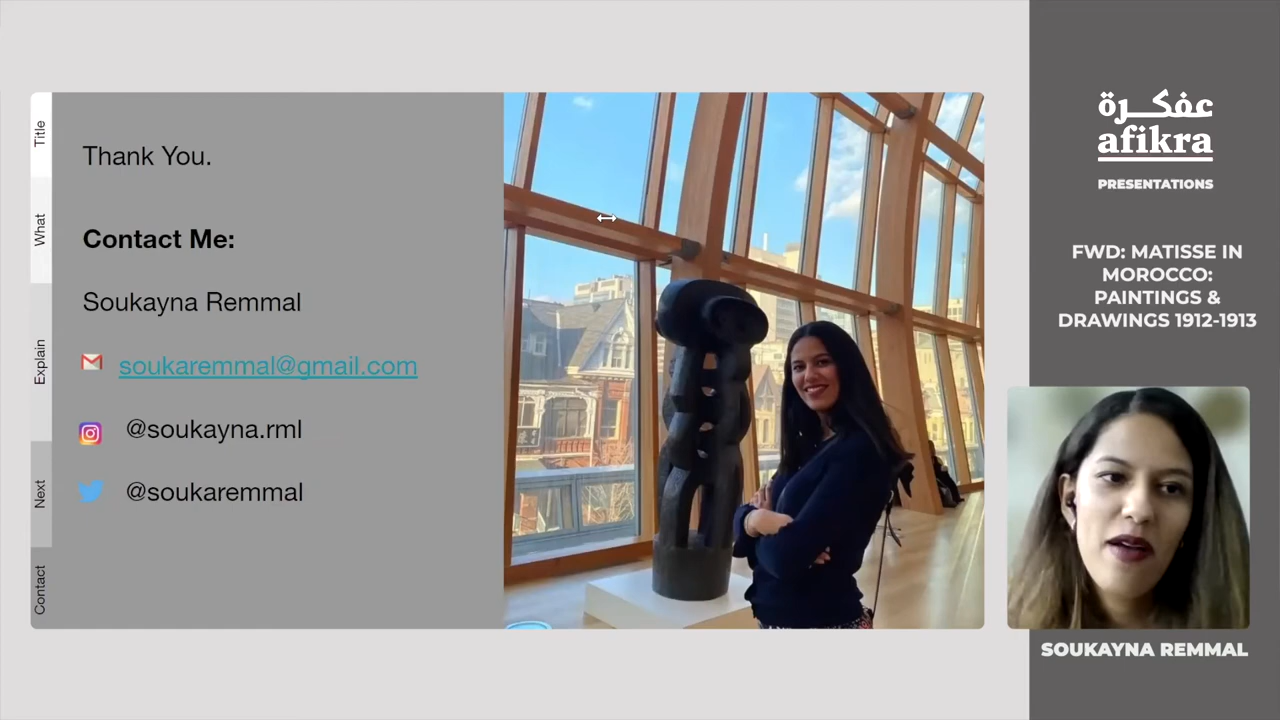 Title
What
Explain
Next
Contact
Thank You.
Contact Me:
Soukayna Remmal
soukaremmal@gmail.com
@soukayna.rml
@soukaremmal
عفكرة
afikra
PRESENTATIONS
FWD: MATISSE IN
MOROCCO:
PAINTINGS &
DRAWINGS 1912-1913
SOUKAYNA REMMAL